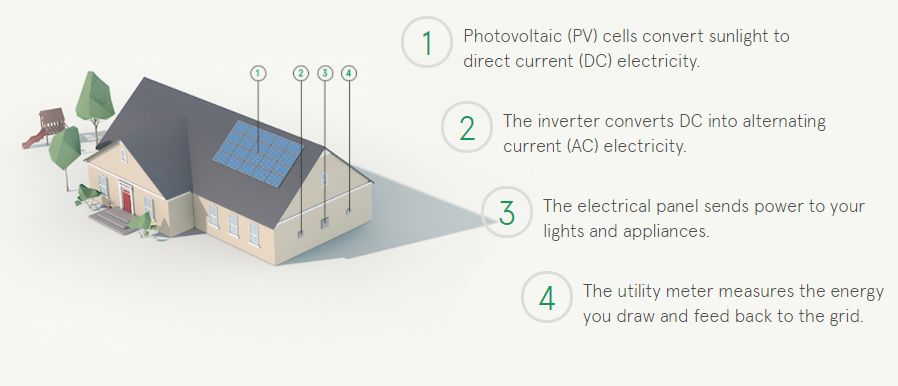 1 2 3 4
1 Photovoltaic (PV) cells convert sunlight to
direct current (DC) electricity.
2 The inverter converts DC into alternating
current (AC) electricity.
3 The electrical panel sends power to your
lights and appliances.
4 The utility meter measures the energy
you draw and feed back to the grid.